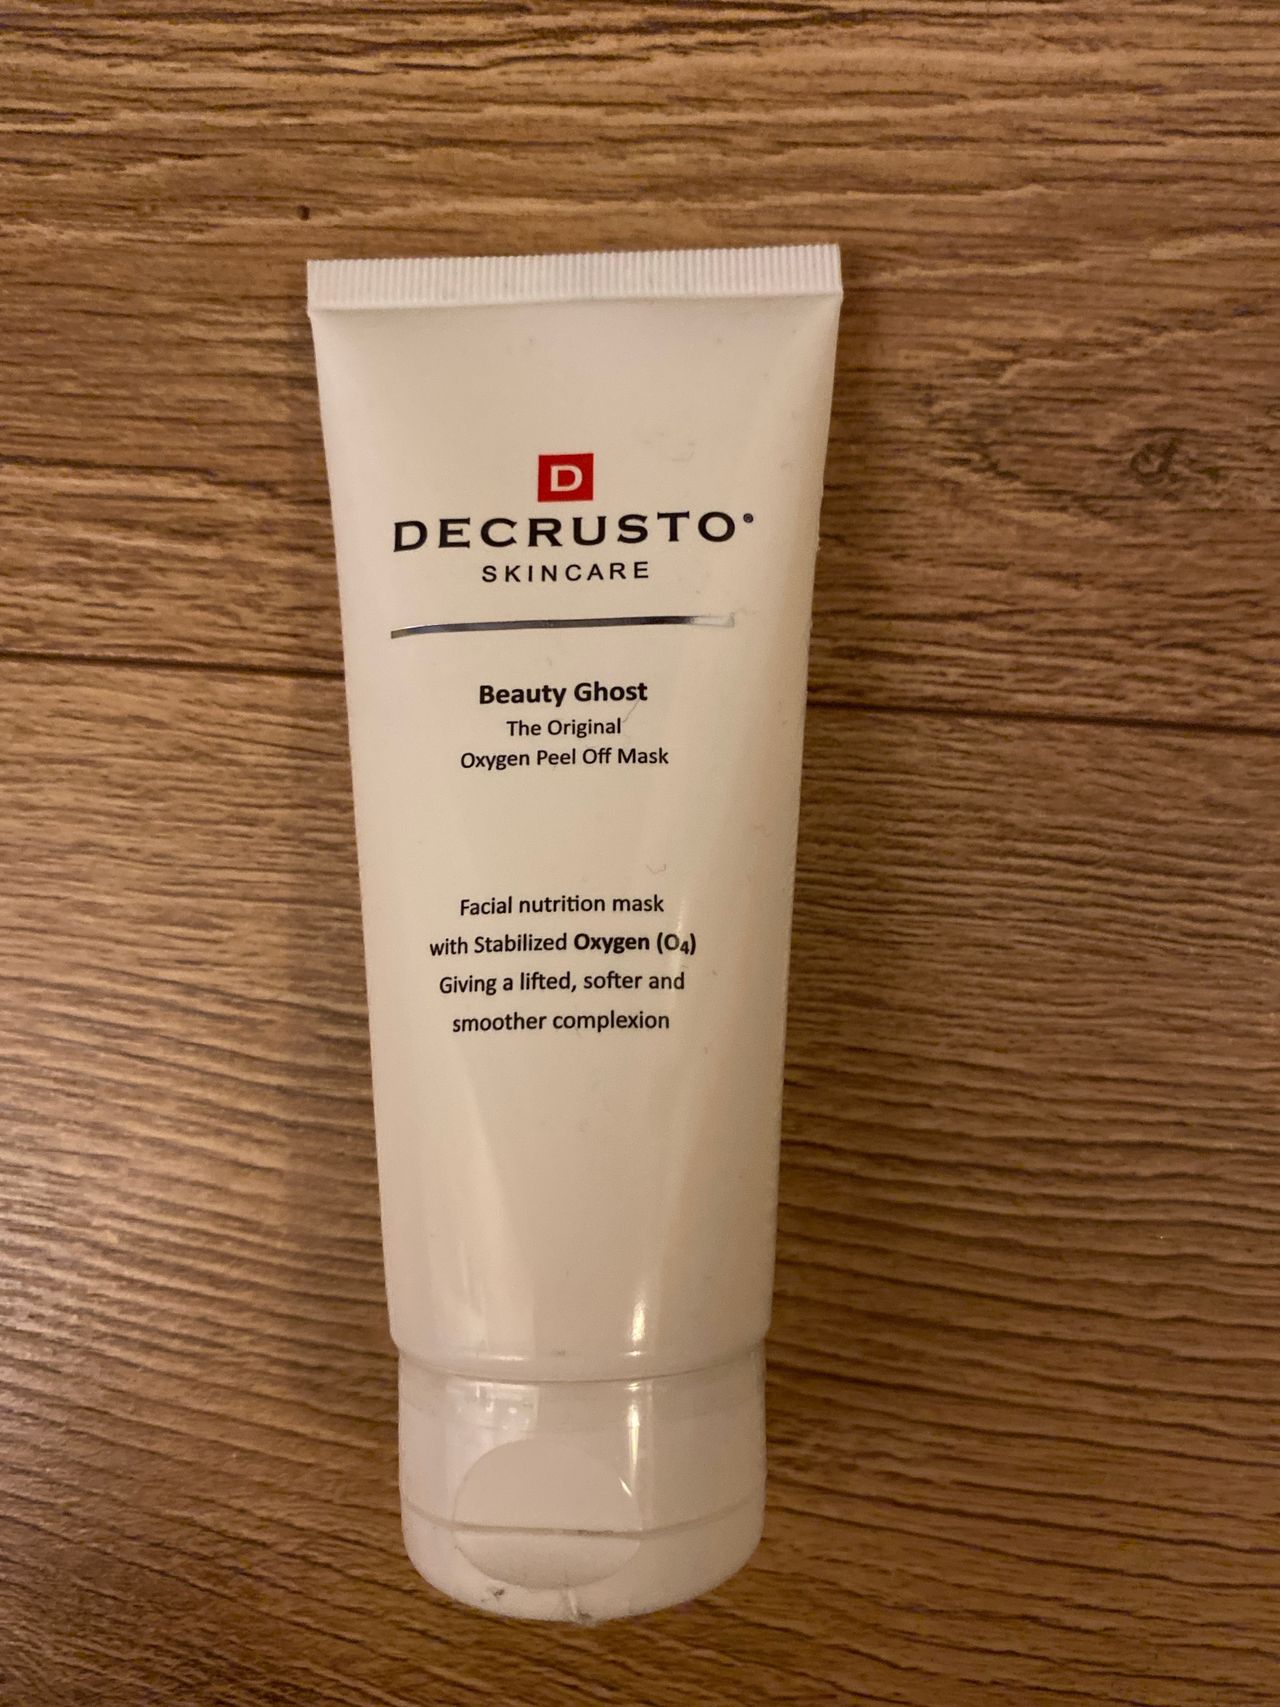 D
DECRUSTO®
SKINCARE
Beauty Ghost
The Original
Oxygen Peel Off Mask
Facial nutrition mask
with Stabilized Oxygen (O₄)
Giving a lifted, softer and
smoother complexion